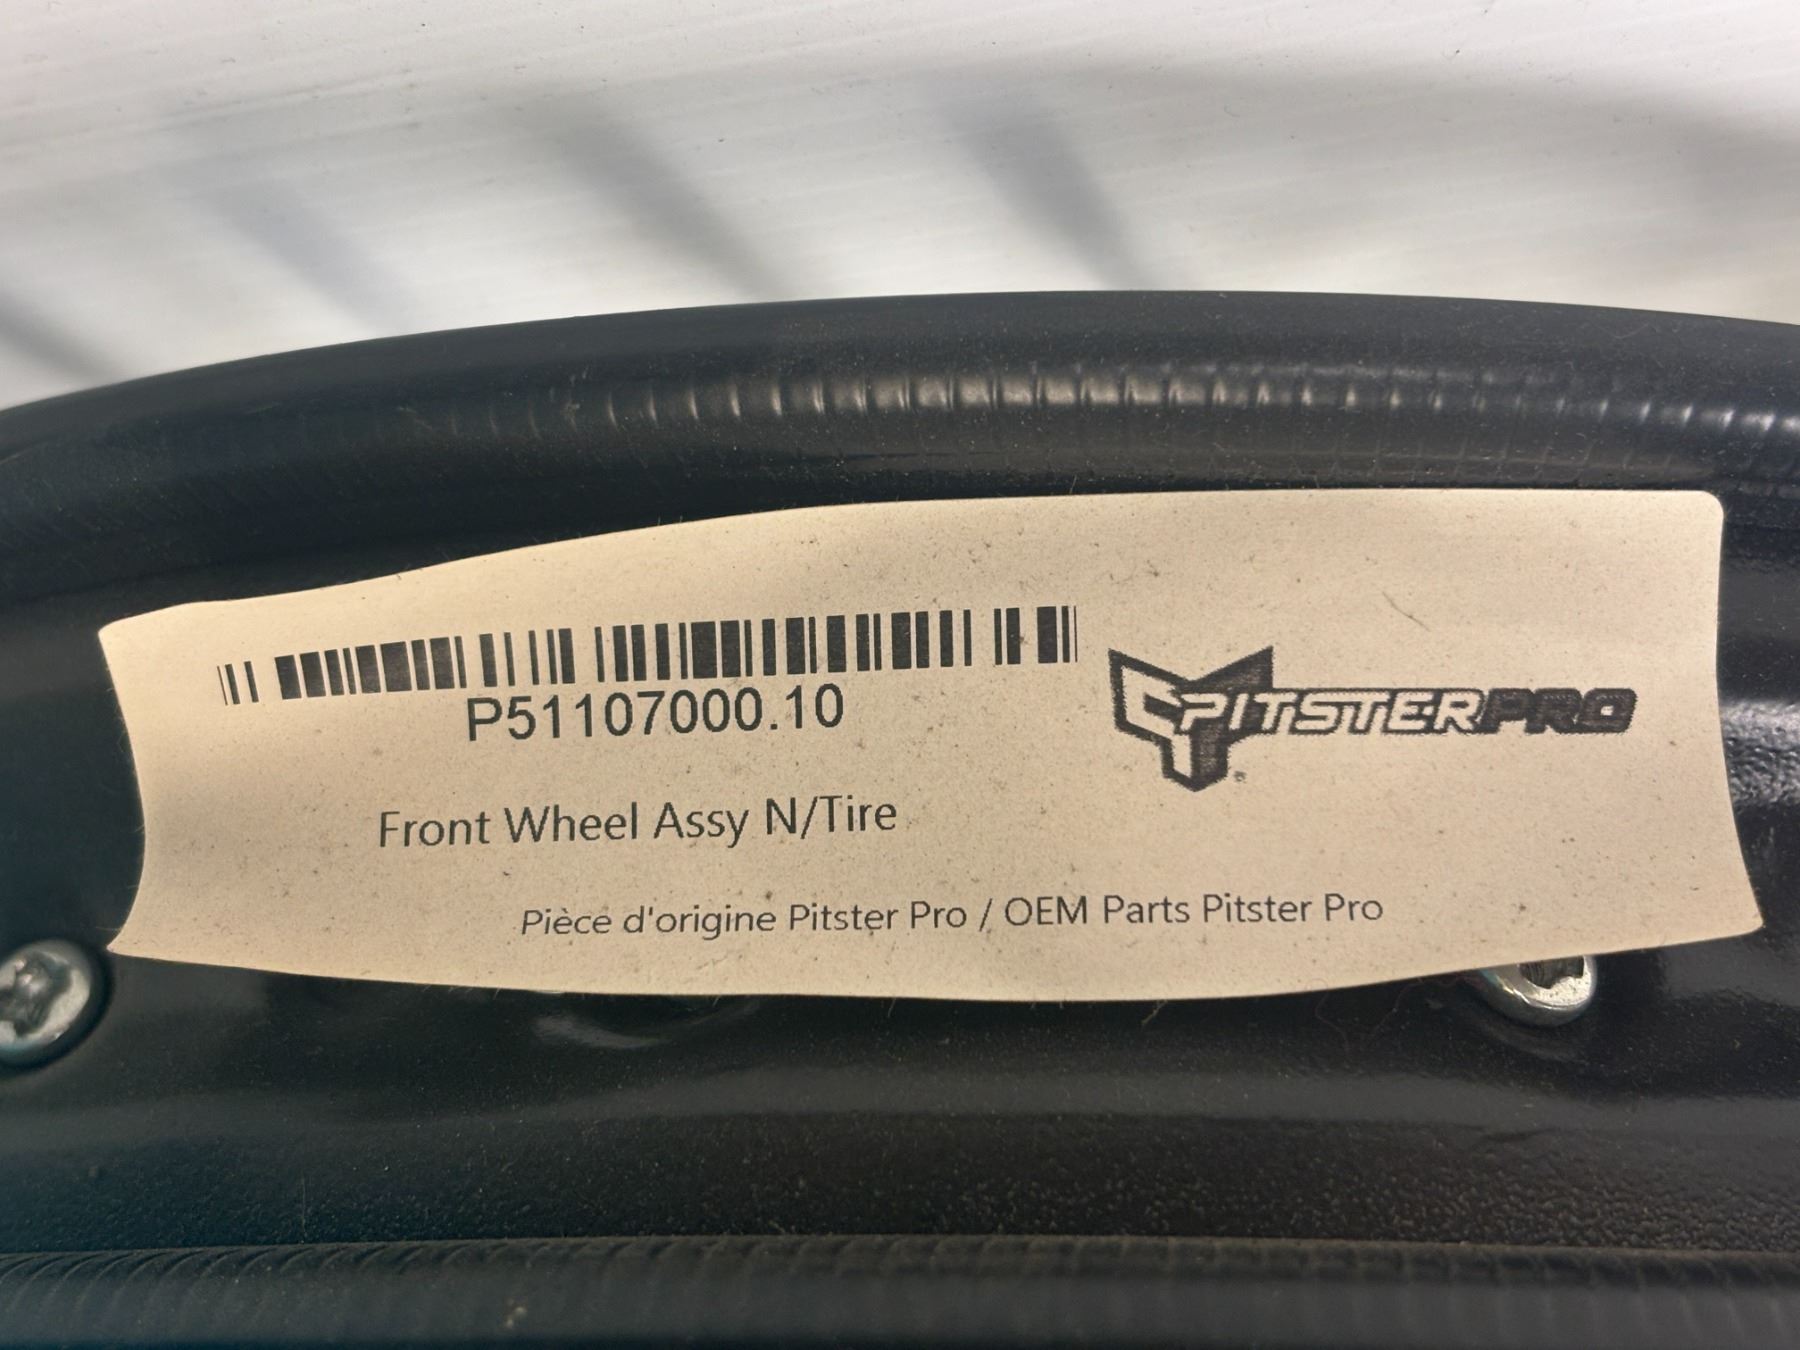 P51107000.10
PITSTERPRO
Front Wheel Assy N/Tire
Pièce d'origine Pitster Pro / OEM Parts Pitster Pro